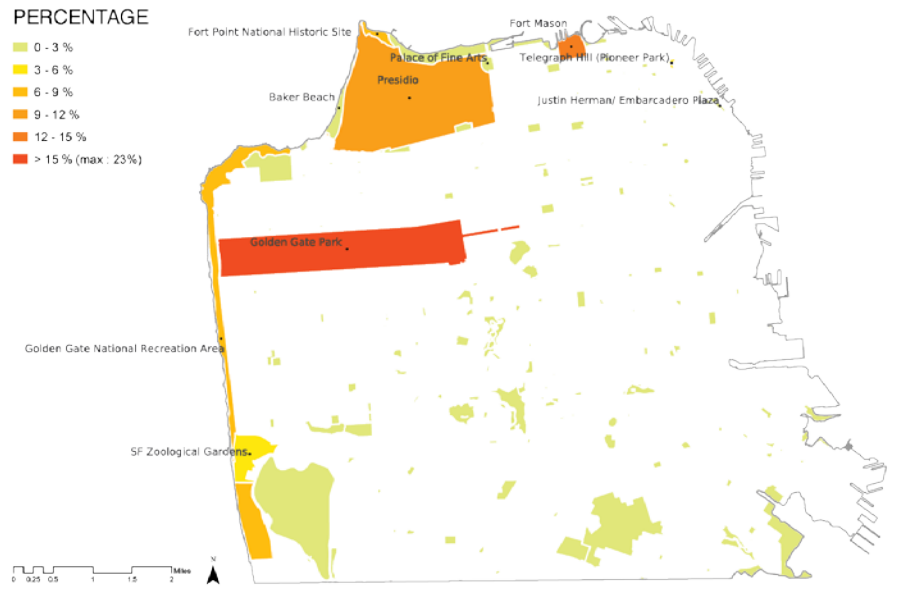 PERCENTAGE
0 - 3 %
3 - 6 %
6 - 9 %
9 - 12 %
12 - 15 %
> 15 % (max : 23%)
Fort Point National Historic Site
Fort Mason
Palace of Fine Arts
Telegraph Hill (Pioneer Park)
Presidio
Baker Beach
Justin Herman/ Embarcadero Plaza
Golden Gate Park
Golden Gate National Recreation Area
SF Zoological Gardens
N
Miles
0 0.25 0.5 1 1.5 2